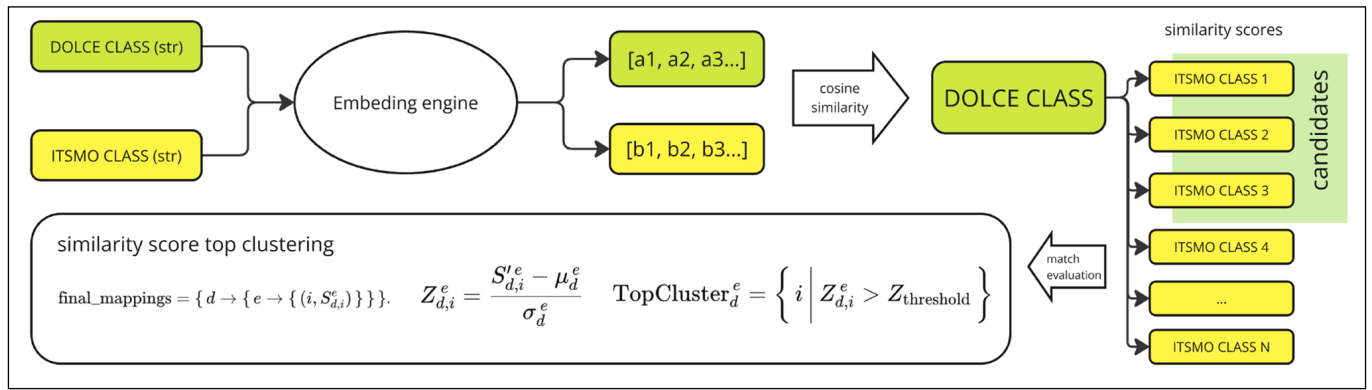 DOLCE CLASS (str)
ITSMO CLASS (str)
Embeding engine
[a1, a2, a3...]
[b1, b2, b3...]
cosine
similarity
DOLCE CLASS
similarity scores
ITSMO CLASS 1
ITSMO CLASS 2
ITSMO CLASS 3
ITSMO CLASS 4
...
ITSMO CLASS N
candidates
match
evaluation
similarity score top clustering
final_mappings = { d → { e → { (i, S^e_{d,i}) } } }.
Z^e_{d,i} = \frac{S'^e_{d,i} − μ^e_d}{σ^e_d}
TopCluster^e_d = { i | Z^e_{d,i} > Z_threshold }